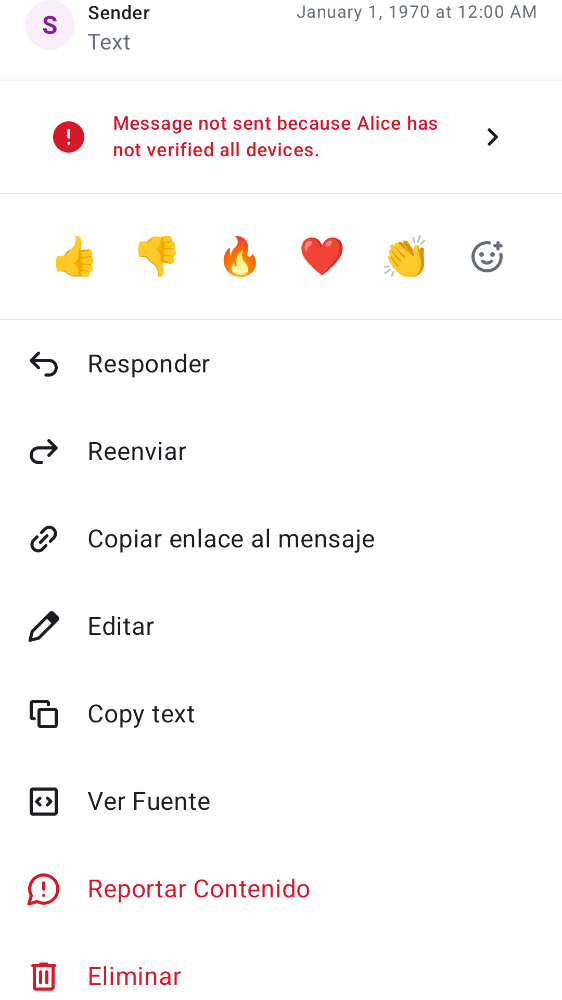 S
Sender
January 1, 1970 at 12:00 AM
Text
Message not sent because Alice has
not verified all devices.
Responder
Reenviar
Copiar enlace al mensaje
Editar
Copy text
Ver Fuente
Reportar Contenido
Eliminar